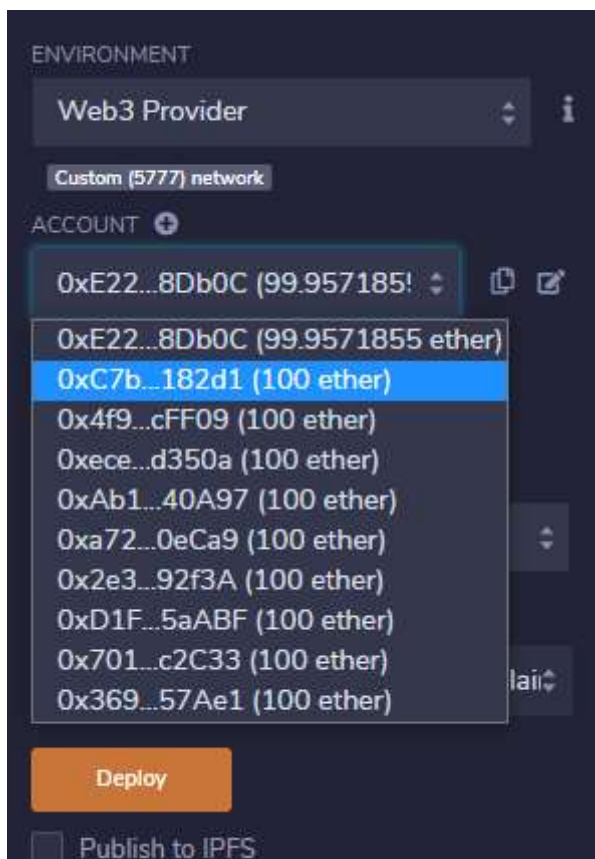 ENVIRONMENT
Web3 Provider
i
Custom (5777) network
ACCOUNT
0xE22...8Db0C (99.9571855
0xE22...8Db0C (99.9571855 ether)
0xC7b...182d1 (100 ether)
0x4f9...cFF09 (100 ether)
0xece...d350a (100 ether)
0xAb1...40A97 (100 ether)
0xa72...0eCa9 (100 ether)
0x2e3...92f3A (100 ether)
0xD1F...5aABF (100 ether)
0x701...c2C33 (100 ether)
0x369...57Ae1 (100 ether)
Deploy
Publish to IPFS